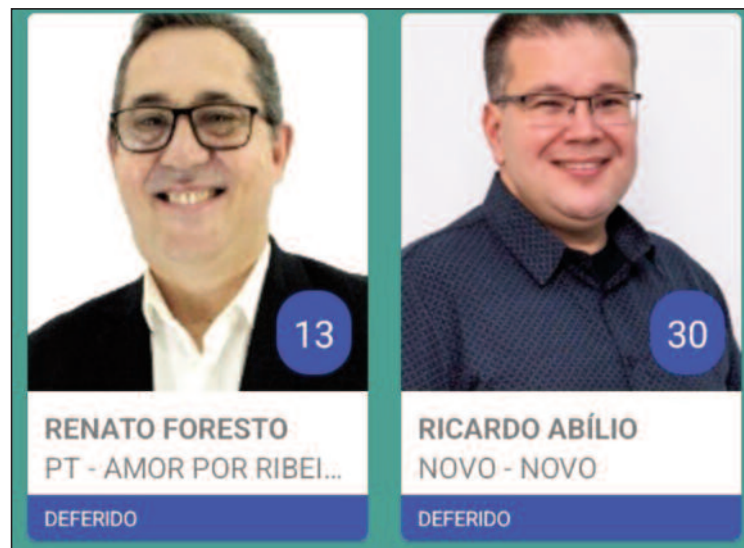 13
RENATO FORESTO
PT - AMOR POR RIBEI...
DEFERIDO
30
RICARDO ABÍLIO
NOVO - NOVO
DEFERIDO